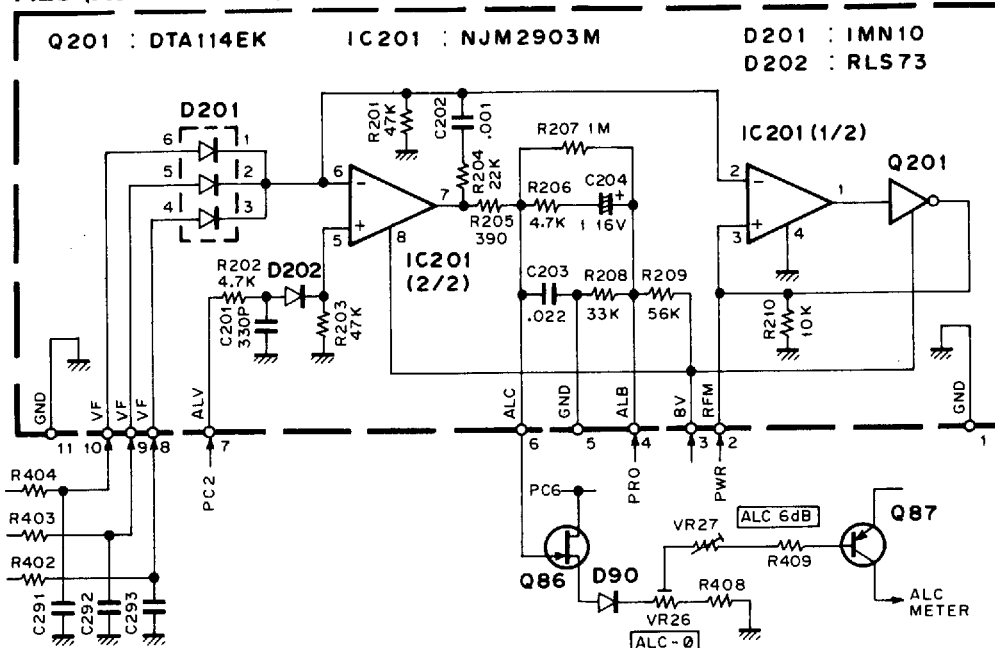 Q201 : DTA114EK IC201 : NJM2903M D201 : IMN10
D202 : RLS73
D201
6 1
5 2
4 3
R201
47K
C202
.001
R204
22K
R207 1M
R206
4.7K
C204
+
1 16V
IC201 (1/2)
Q201
6 −
5 +
7
8
R205
390
IC201
(2/2)
2 −
3 +
1
4
R202
4.7K
D202
C201
330P
R203
47K
C203
.022
R208
33K
R209
56K
R210
10K
GND
VF
VF
VF
ALV
ALC
GND
ALB
8V
RFM
GND
11 10 9 8 7 6 5 4 3 2 1
R404
R403
R402
C291
C292
C293
PC2
PC6
PRO
PWR
Q86
D90
VR26
ALC-0
R408
VR27
ALC 6dB
R409
Q87
ALC
METER